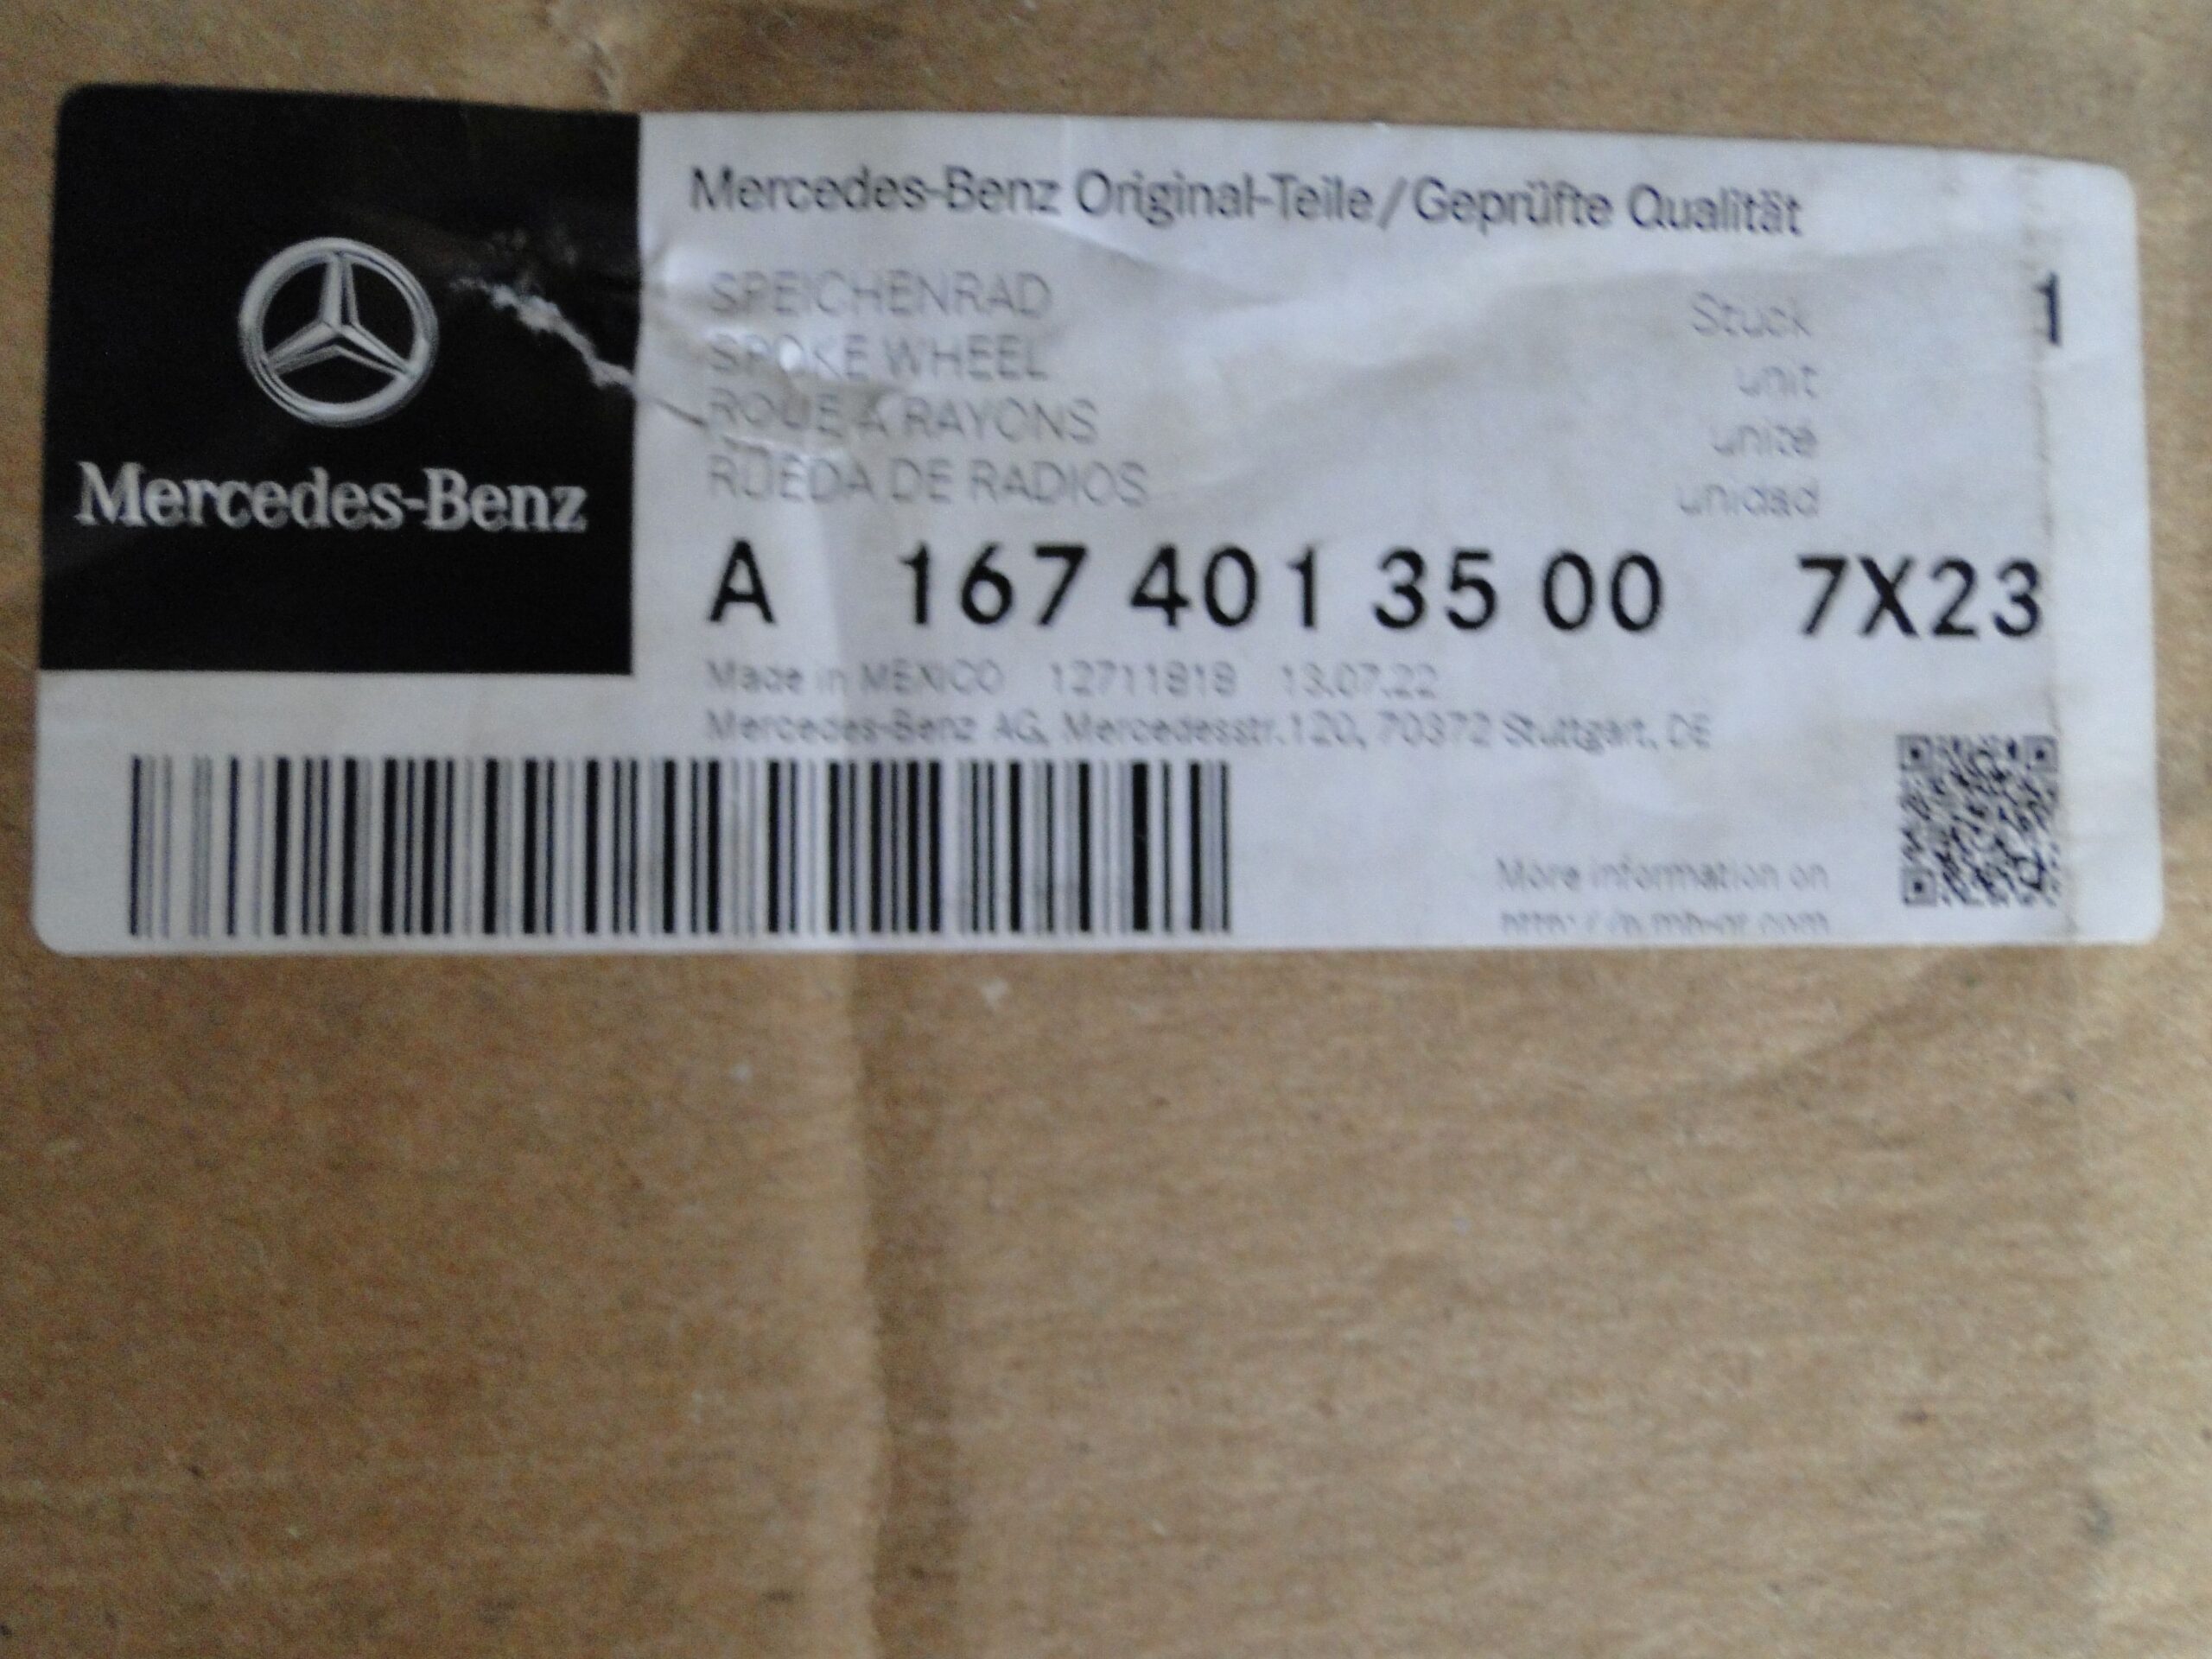 Mercedes-Benz
Mercedes-Benz Original-Teile/Geprüfte Qualität
SPEICHENRAD
SPOKE WHEEL
ROUE A RAYONS
RUEDA DE RADIOS
Stück 1
unit
unité
unidad
A 167 401 35 00 7X23
Made in MEXICO 12711818 13.07.22
Mercedes-Benz AG, Mercedesstr.120, 70372 Stuttgart, DE
More information on